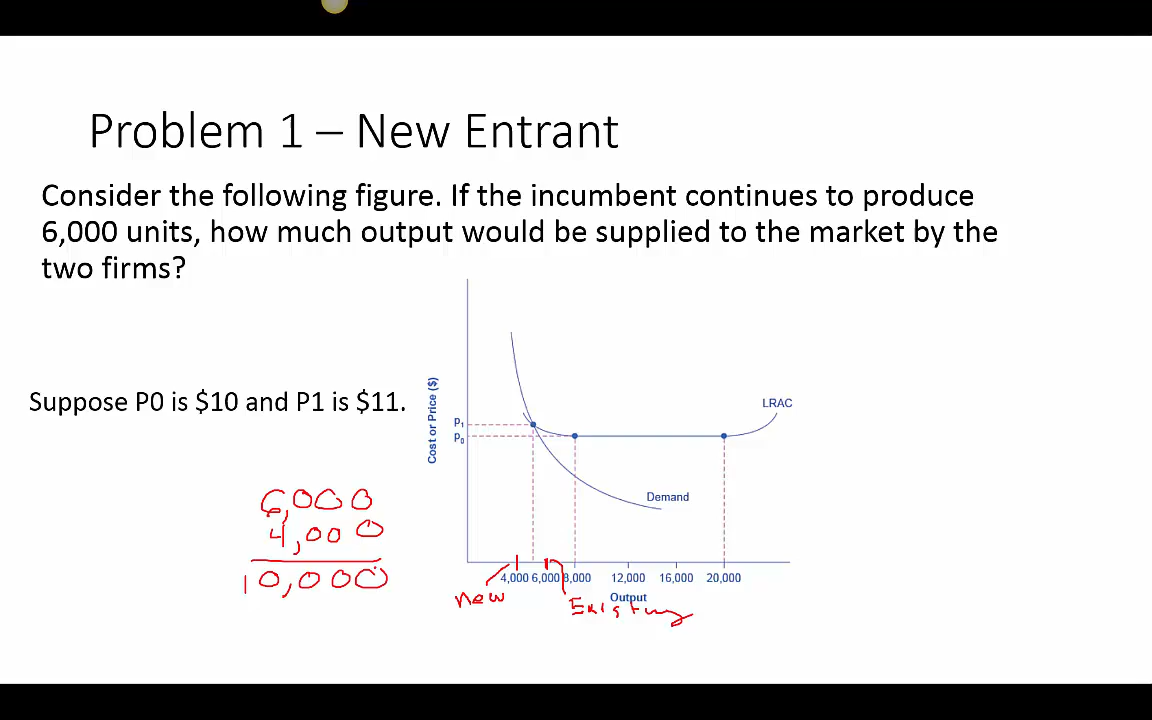 Problem 1 – New Entrant
Consider the following figure. If the incumbent continues to produce
6,000 units, how much output would be supplied to the market by the
two firms?
Suppose P0 is $10 and P1 is $11.
Cost or Price ($)
p₁
p₀
LRAC
Demand
6,000
4,000
10,000
4,000 6,000 8,000 12,000 16,000 20,000
Output
New
Existing